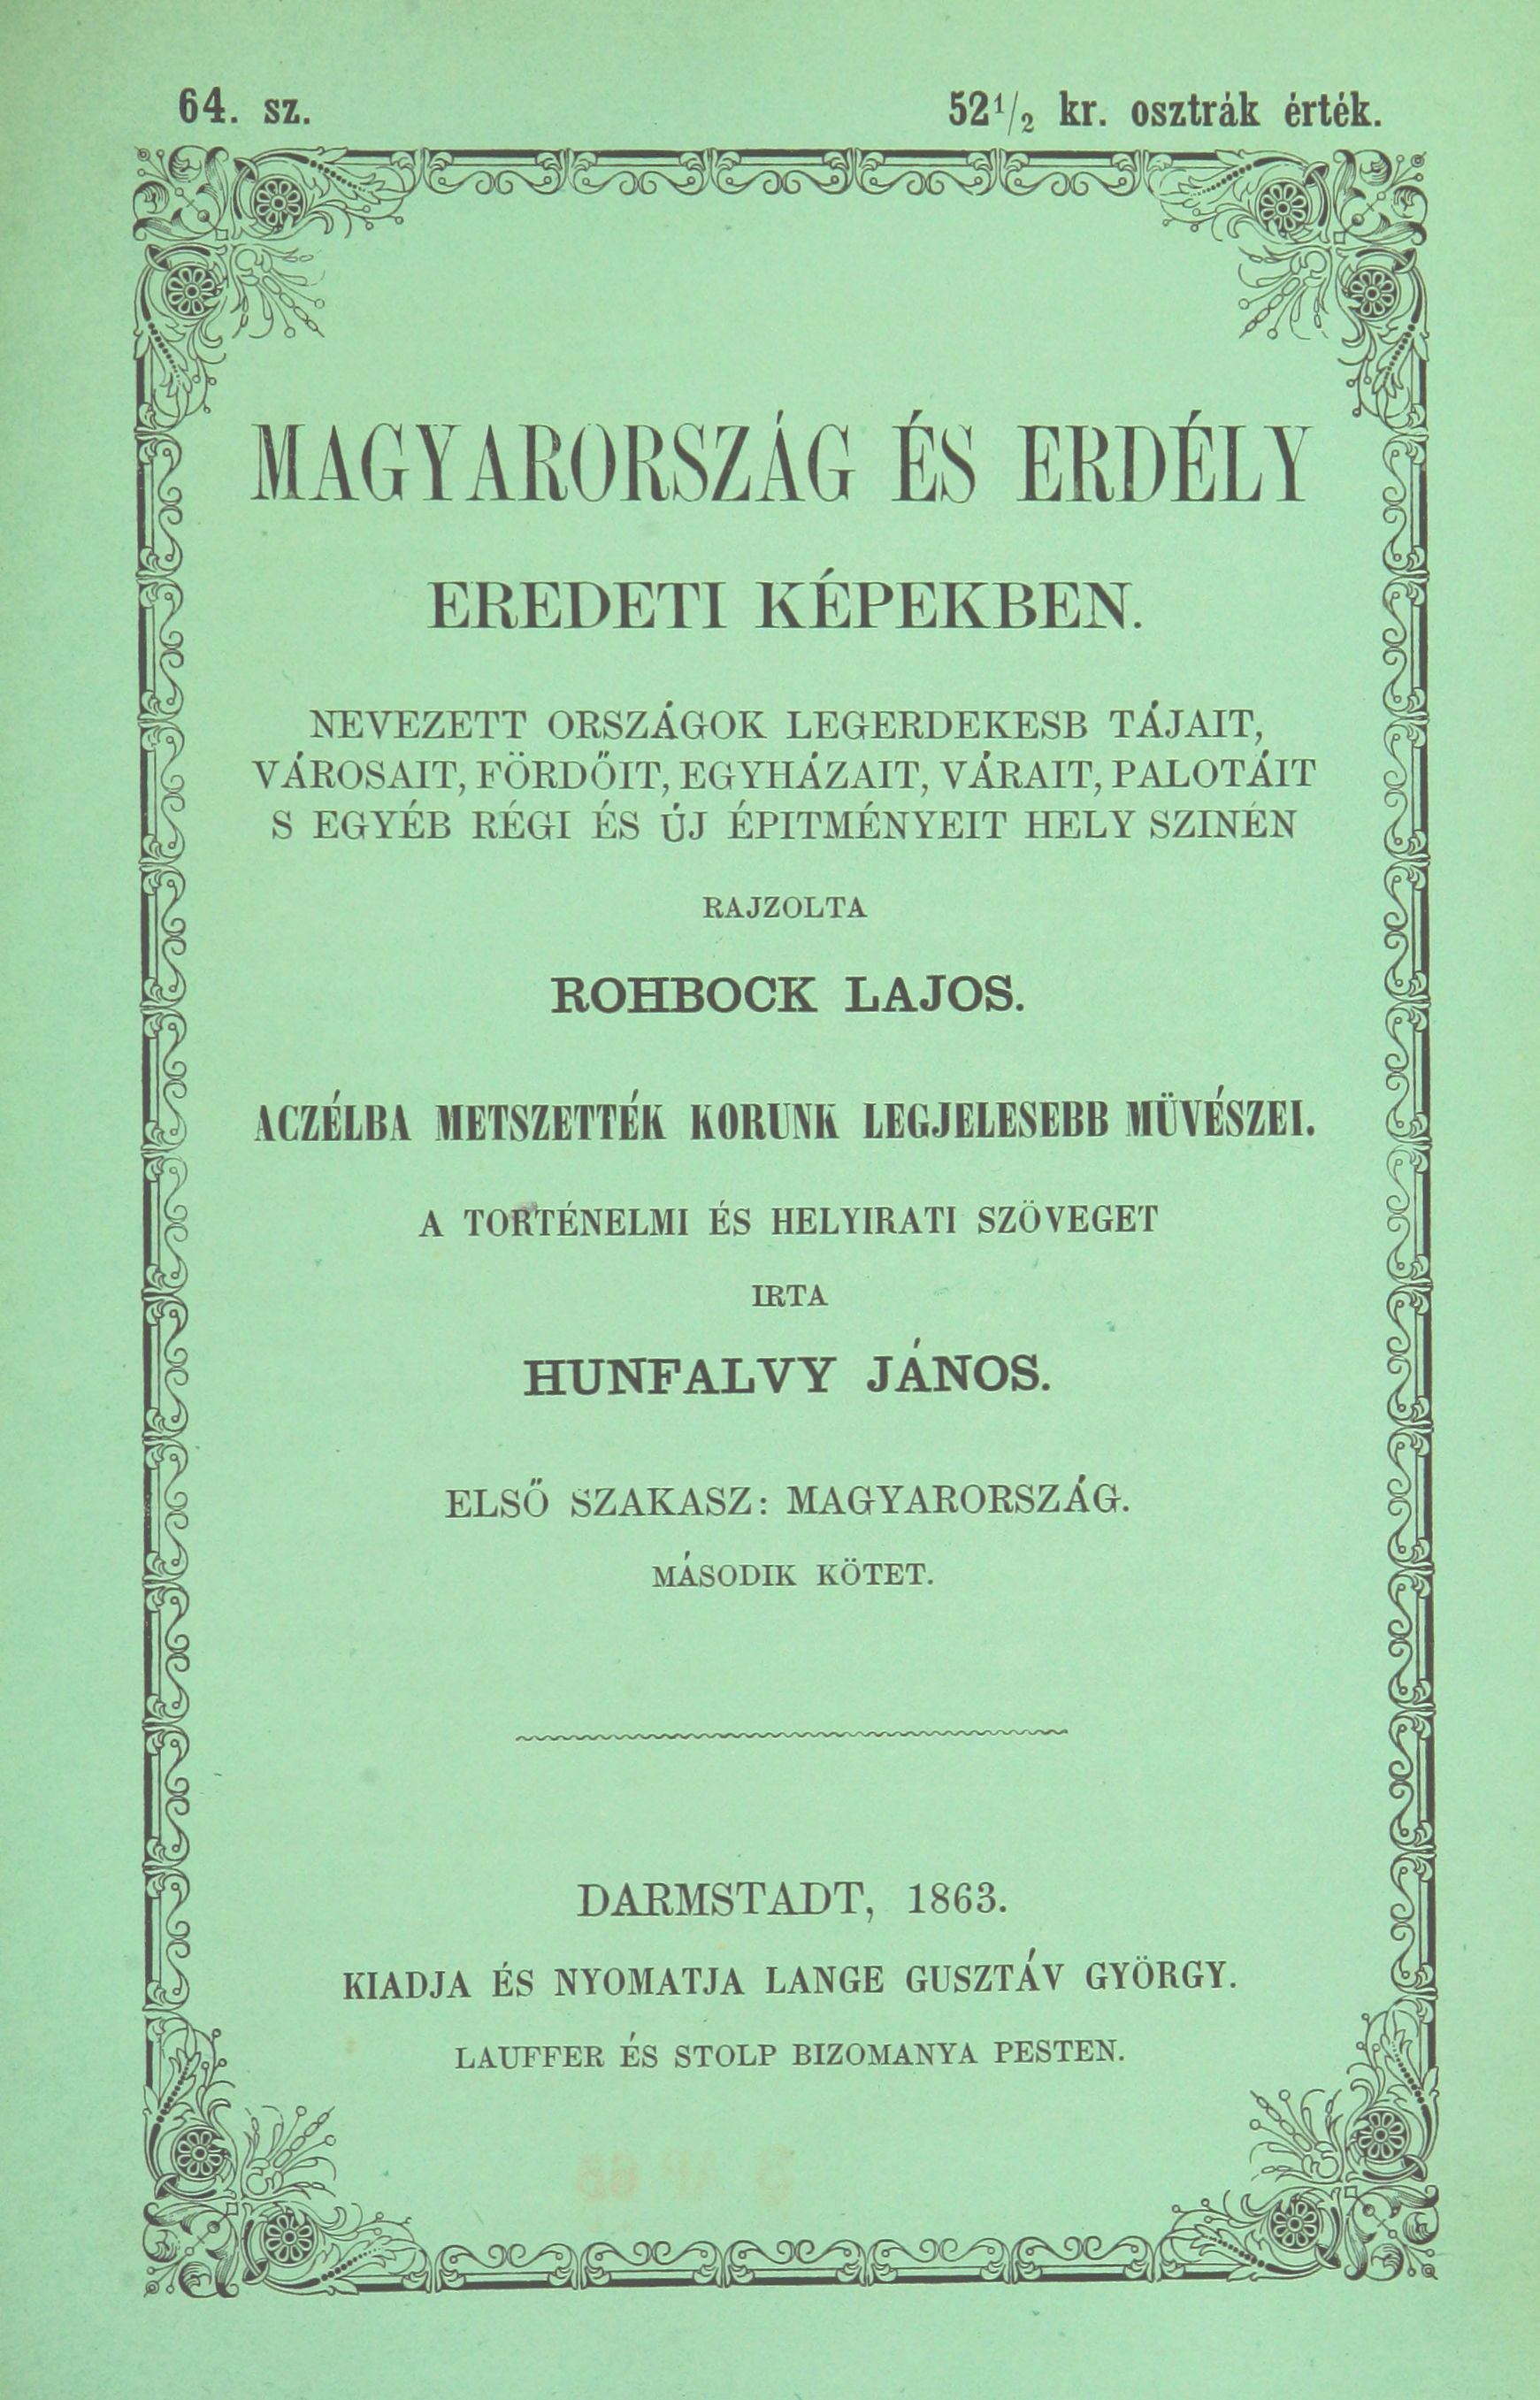 64. sz.
52 1/2 kr. osztrák érték.
MAGYARORSZÁG ÉS ERDÉLY
EREDETI KÉPEKBEN.
NEVEZETT ORSZÁGOK LEGERDEKESB TÁJAIT,
VÁROSAIT, FÖRDŐIT, EGYHÁZAIT, VÁRAIT, PALOTÁIT
S EGYÉB RÉGI ÉS ÚJ ÉPITMÉNYEIT HELY SZINÉN
RAJZOLTA
ROHBOCK LAJOS.
ACZÉLBA METSZETTÉK KORUNK LEGJELESEBB MÜVÉSZEI.
A TORTÉNELMI ÉS HELYIRATI SZÖVEGET
IRTA
HUNFALVY JÁNOS.
ELSŐ SZAKASZ: MAGYARORSZÁG.
MÁSODIK KÖTET.
DARMSTADT, 1863.
KIADJA ÉS NYOMATJA LANGE GUSZTÁV GYÖRGY.
LAUFFER ÉS STOLP BIZOMANYA PESTEN.